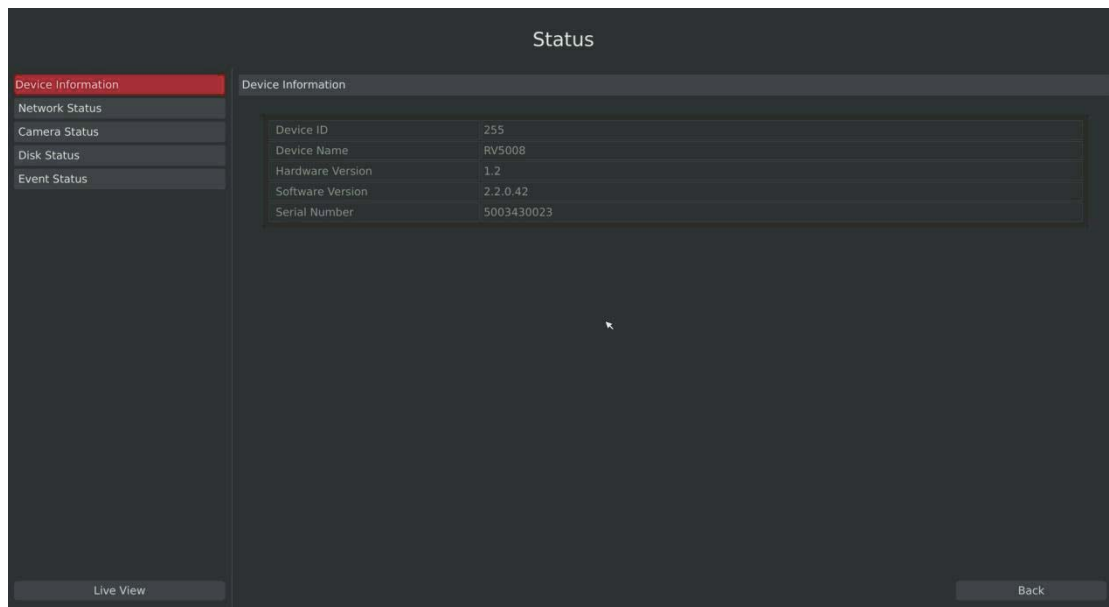 Status
Device Information
Network Status
Camera Status
Disk Status
Event Status
Device Information
Device ID 255
Device Name RV5008
Hardware Version 1.2
Software Version 2.2.0.42
Serial Number 5003430023
Live View
Back